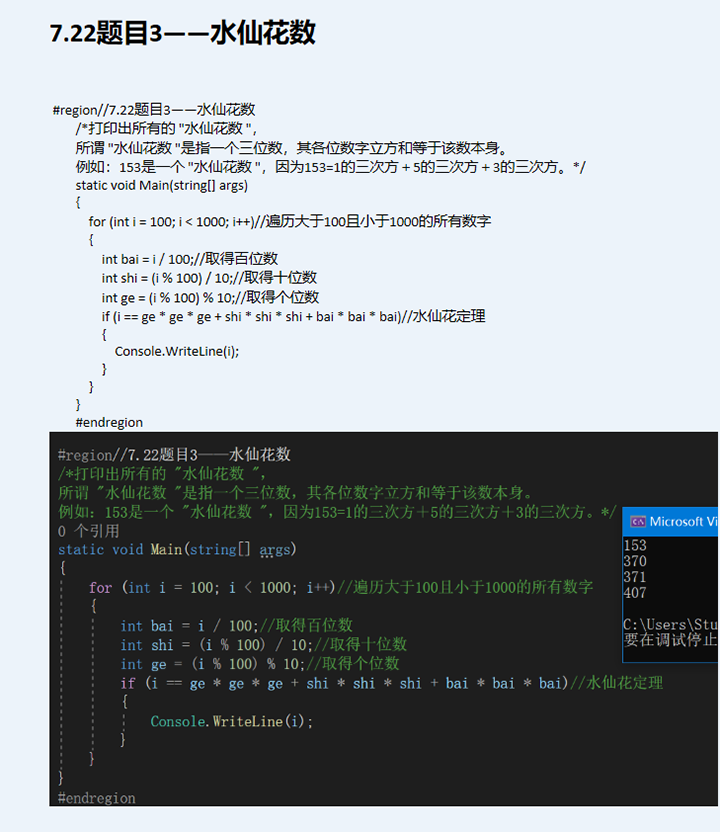 7.22题目3——水仙花数
#region//7.22题目3——水仙花数
/*打印出所有的 "水仙花数 ",
所谓 "水仙花数 "是指一个三位数，其各位数字立方和等于该数本身。
例如：153是一个 "水仙花数 "，因为153=1的三次方＋5的三次方＋3的三次方。*/
static void Main(string[] args)
{
for (int i = 100; i < 1000; i++)//遍历大于100且小于1000的所有数字
{
int bai = i / 100;//取得百位数
int shi = (i % 100) / 10;//取得十位数
int ge = (i % 100) % 10;//取得个位数
if (i == ge * ge * ge + shi * shi * shi + bai * bai * bai)//水仙花定理
{
Console.WriteLine(i);
}
}
}
#endregion
#region//7.22题目3——水仙花数
/*打印出所有的 "水仙花数 ",
所谓 "水仙花数 "是指一个三位数，其各位数字立方和等于该数本身。
例如：153是一个 "水仙花数 "，因为153=1的三次方＋5的三次方＋3的三次方。*/
0 个引用
static void Main(string[] args)
{
for (int i = 100; i < 1000; i++)//遍历大于100且小于1000的所有数字
{
int bai = i / 100;//取得百位数
int shi = (i % 100) / 10;//取得十位数
int ge = (i % 100) % 10;//取得个位数
if (i == ge * ge * ge + shi * shi * shi + bai * bai * bai)//水仙花定理
{
Console.WriteLine(i);
}
}
}
#endregion
Microsoft Vi
153
370
371
407
C:\Users\Stu
要在调试停止